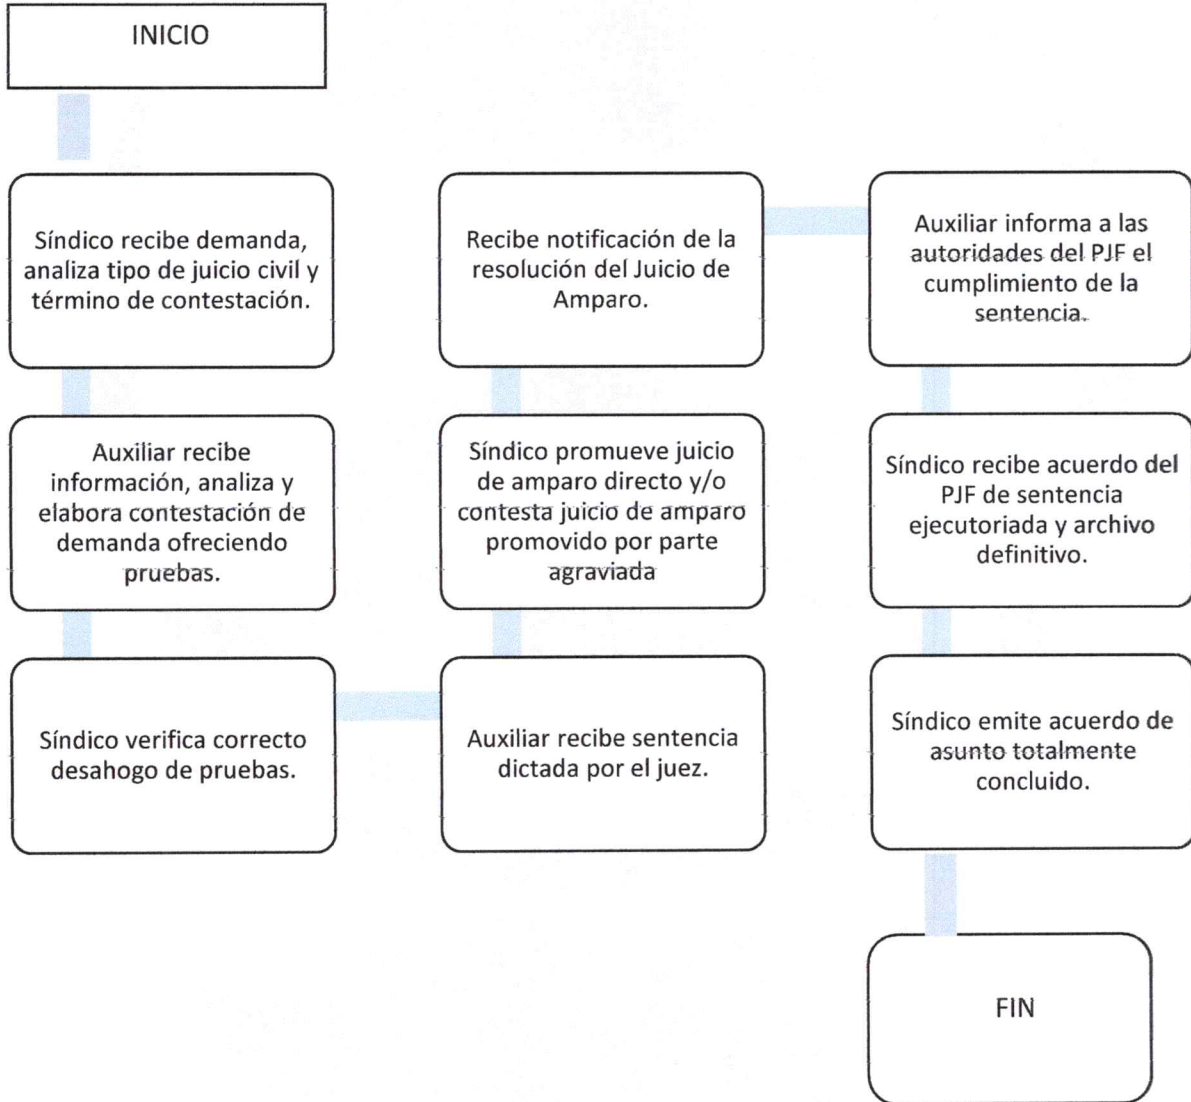 INICIO
Síndico recibe demanda,
analiza tipo de juicio civil y
término de contestación.
Auxiliar recibe
información, analiza y
elabora contestación de
demanda ofreciendo
pruebas.
Síndico verifica correcto
desahogo de pruebas.
Auxiliar recibe sentencia
dictada por el juez.
Síndico promueve juicio
de amparo directo y/o
contesta juicio de amparo
promovido por parte
agraviada
Recibe notificación de la
resolución del Juicio de
Amparo.
Auxiliar informa a las
autoridades del PJF el
cumplimiento de la
sentencia.
Síndico recibe acuerdo del
PJF de sentencia
ejecutoriada y archivo
definitivo.
Síndico emite acuerdo de
asunto totalmente
concluido.
FIN